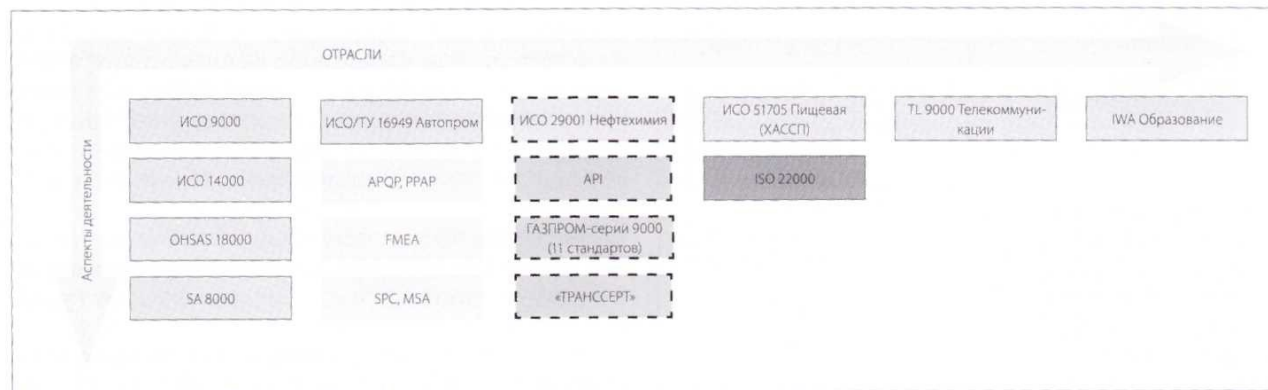 ОТРАСЛИ
Аспекты деятельности
ИСО 9000
ИСО/ТУ 16949 Автопром
ИСО 29001 Нефтехимия
ИСО 51705 Пищевая
(ХАССП)
TL 9000 Телекоммуни-
кации
IWA Образование
ИСО 14000
APQP, PPAP
API
ISO 22000
OHSAS 18000
FMEA
ГАЗПРОМ-серии 9000
(11 стандартов)
SA 8000
SPC, MSA
«ТРАНССЕРТ»